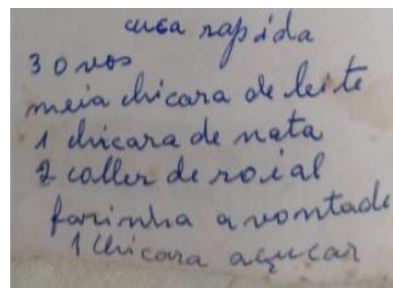 cuca rapida
3 ovos
meia chicara de leite
1 chicara de nata
2 colher de roial
farinha a vontade
1 chicara açucar